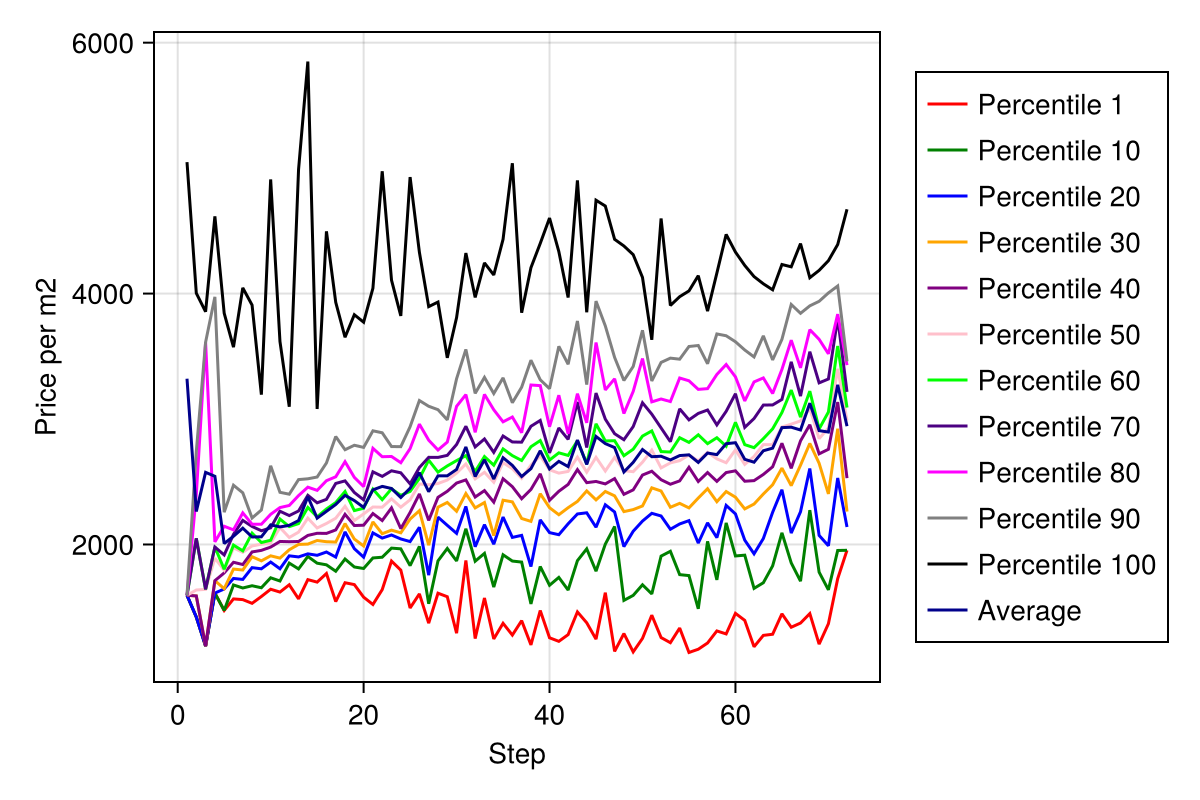 6000
4000
2000
0
20
40
60
Step
Price per m2
Percentile 1
Percentile 10
Percentile 20
Percentile 30
Percentile 40
Percentile 50
Percentile 60
Percentile 70
Percentile 80
Percentile 90
Percentile 100
Average